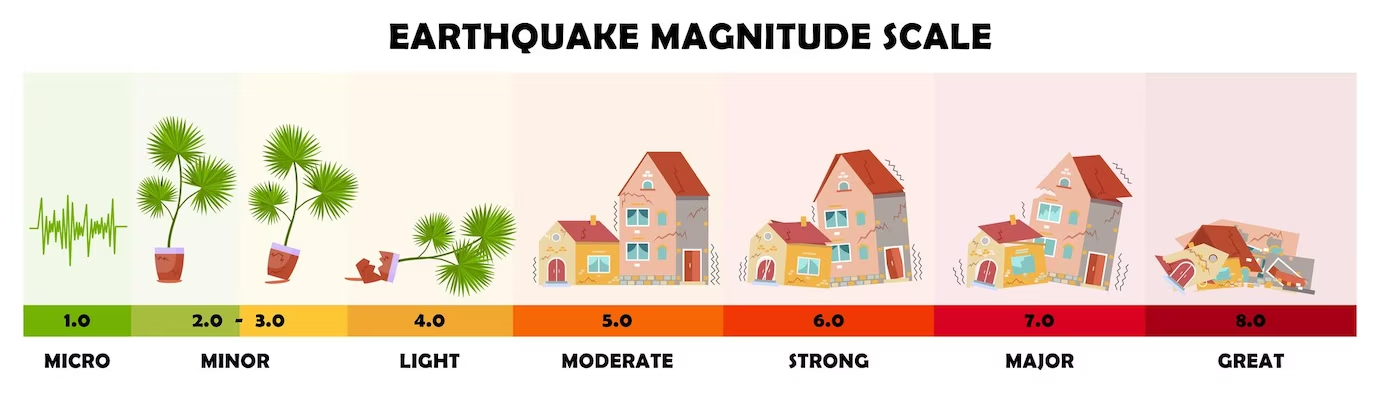 EARTHQUAKE MAGNITUDE SCALE
1.0 2.0 - 3.0 4.0 5.0 6.0 7.0 8.0
MICRO MINOR LIGHT MODERATE STRONG MAJOR GREAT